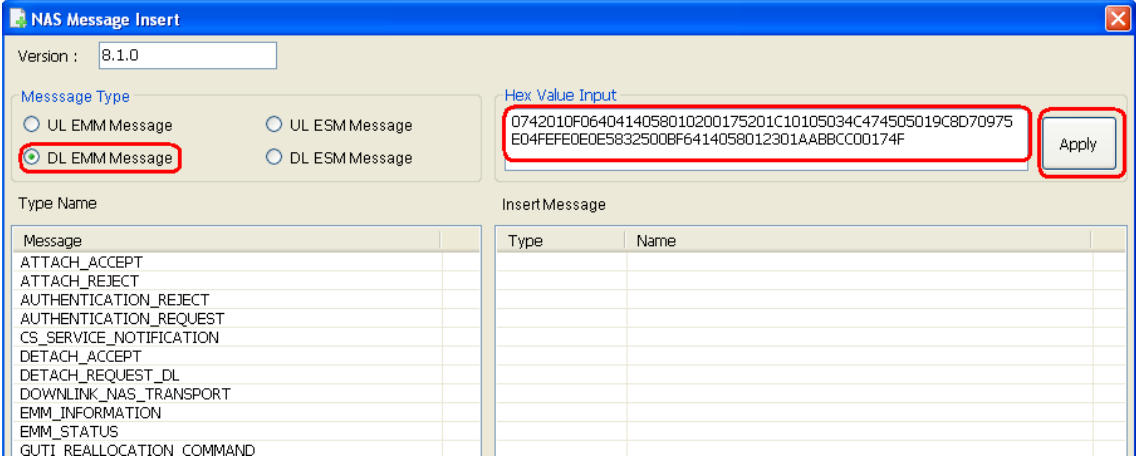 NAS Message Insert
Version : 8.1.0
Messsage Type
UL EMM Message UL ESM Message
DL EMM Message DL ESM Message
Hex Value Input
0742010F06404140580102001​75201C10105034C474505019C8D70975
E04FEFE0E0E5832500BF6414058012301AABBCC00174F
Apply
Type Name
Insert Message
Message
Type Name
ATTACH_ACCEPT
ATTACH_REJECT
AUTHENTICATION_REJECT
AUTHENTICATION_REQUEST
CS_SERVICE_NOTIFICATION
DETACH_ACCEPT
DETACH_REQUEST_DL
DOWNLINK_NAS_TRANSPORT
EMM_INFORMATION
EMM_STATUS
GUTI_REALLOCATION_COMMAND